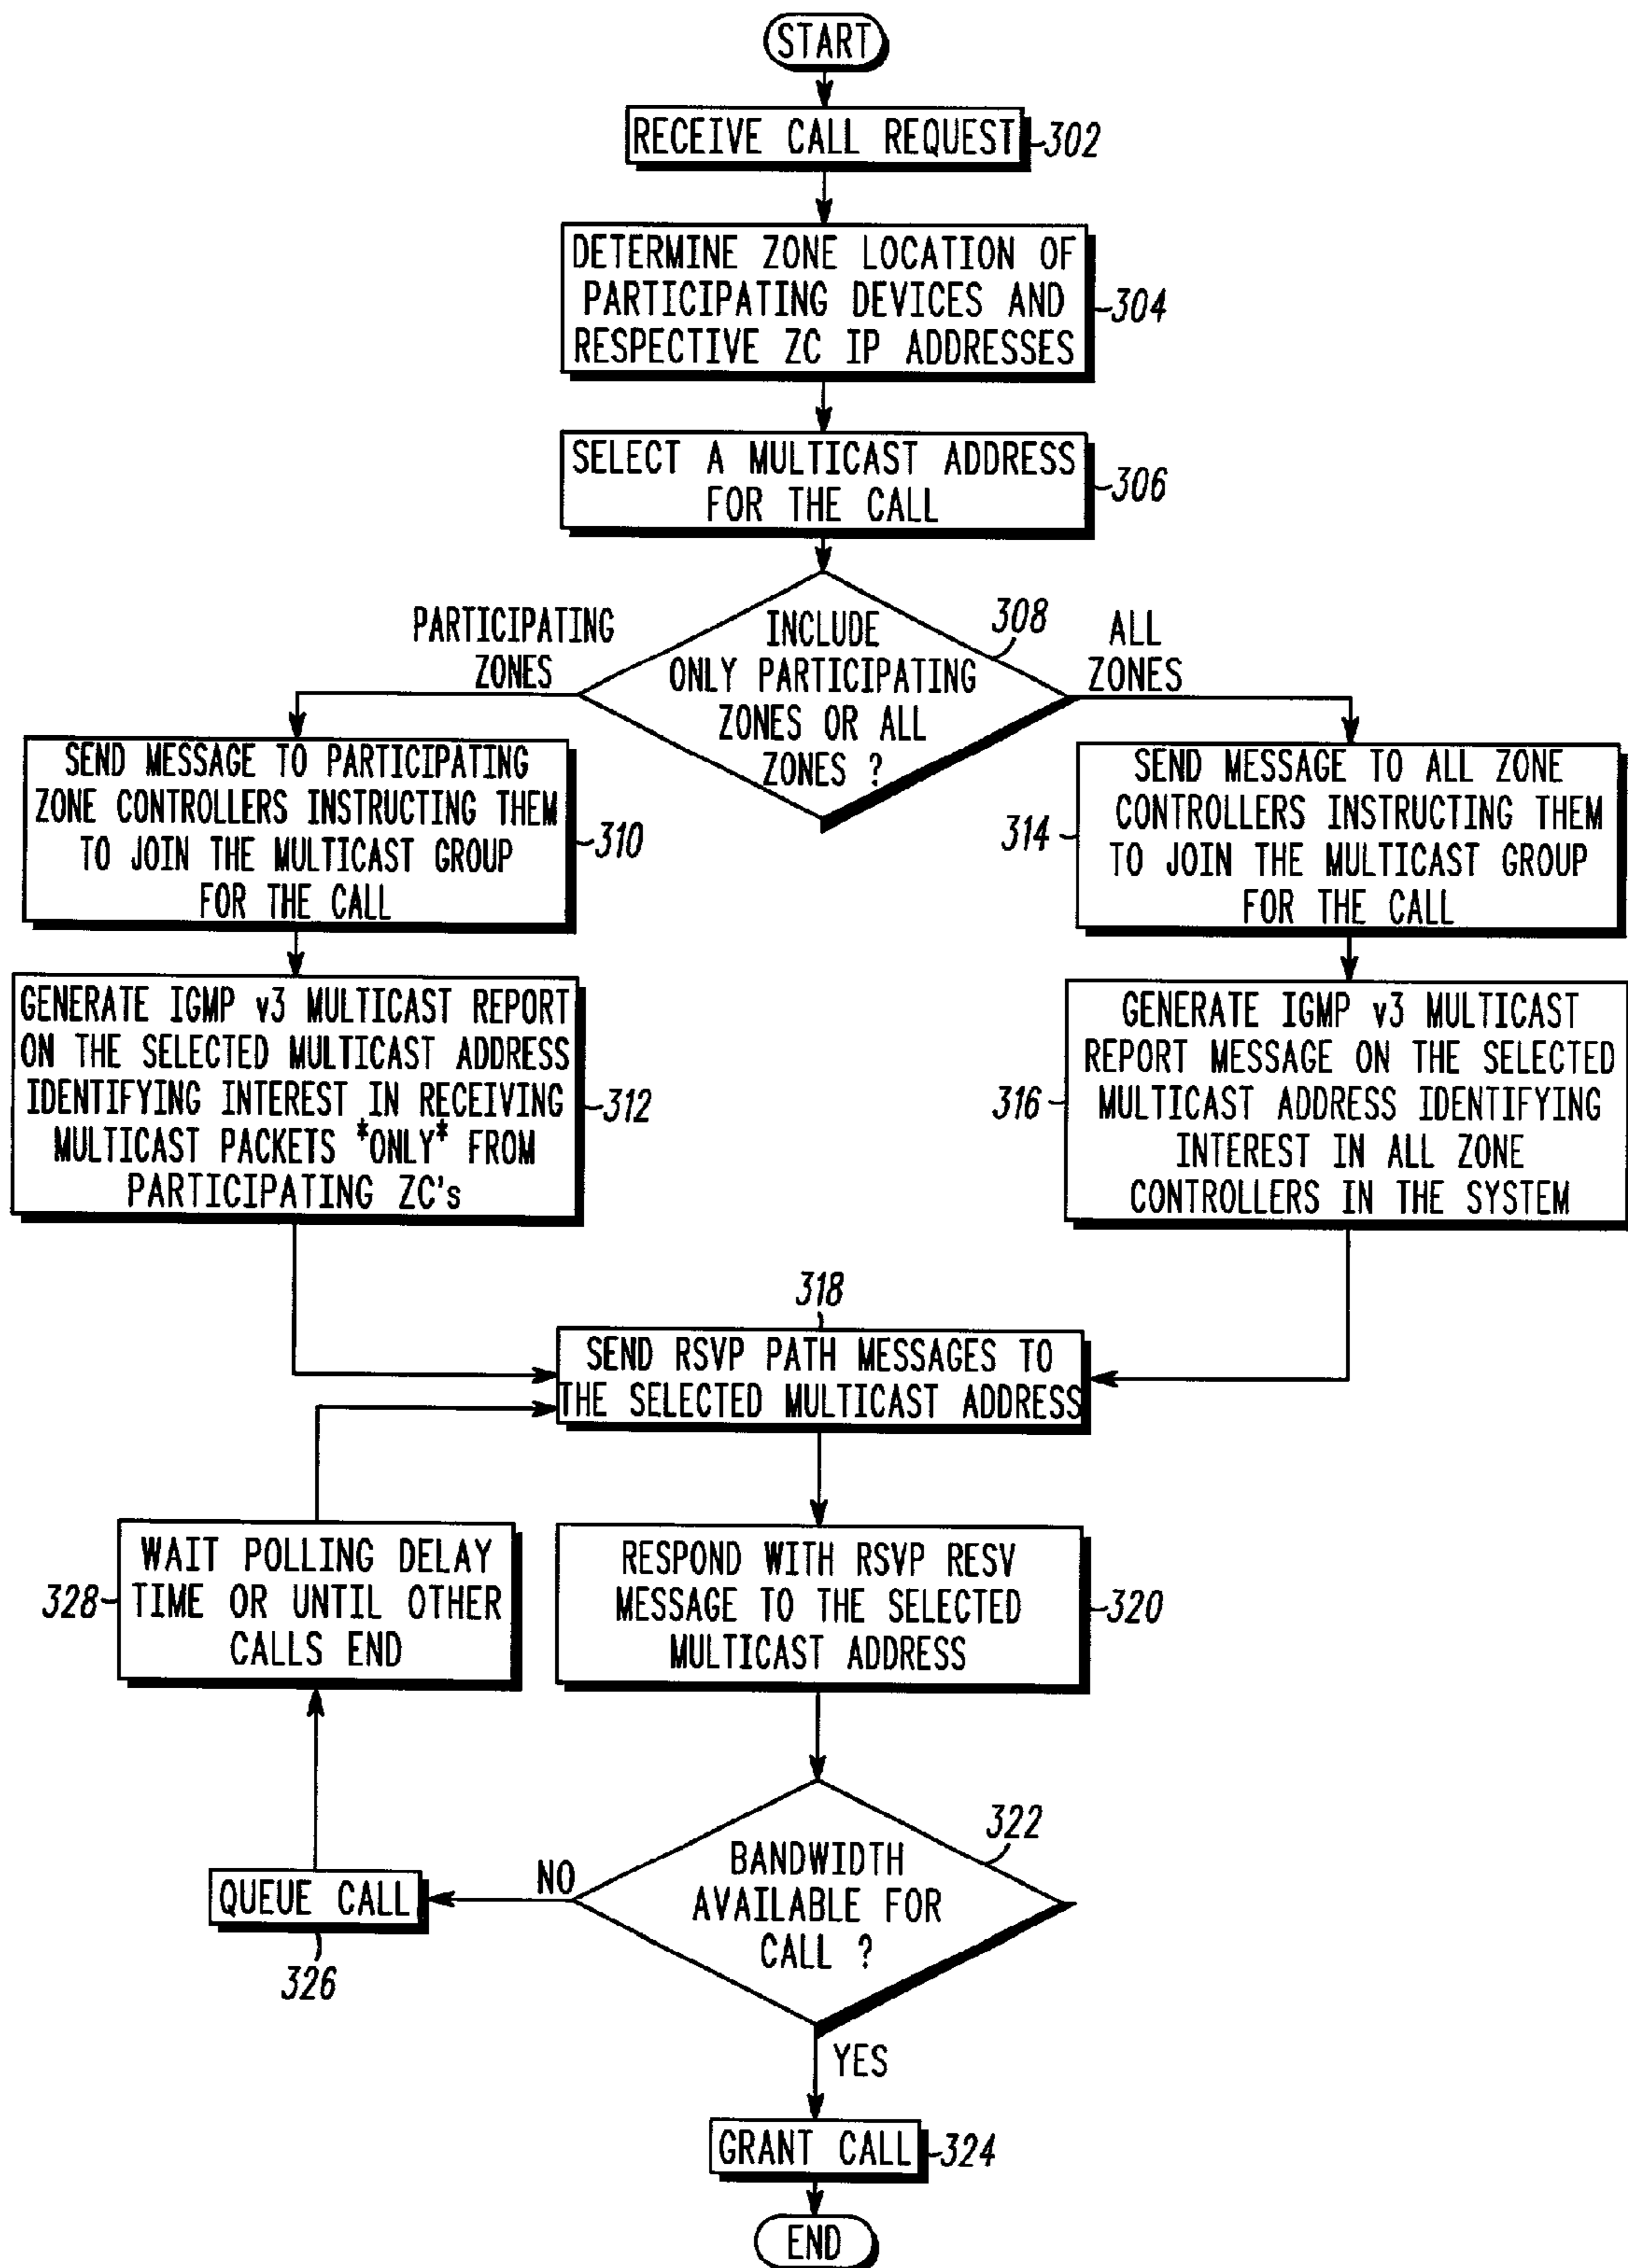 START
RECEIVE CALL REQUEST
302
DETERMINE ZONE LOCATION OF
PARTICIPATING DEVICES AND
RESPECTIVE ZC IP ADDRESSES
304
SELECT A MULTICAST ADDRESS
FOR THE CALL
306
INCLUDE
ONLY PARTICIPATING
ZONES OR ALL
ZONES ?
308
PARTICIPATING
ZONES
ALL
ZONES
SEND MESSAGE TO PARTICIPATING
ZONE CONTROLLERS INSTRUCTING THEM
TO JOIN THE MULTICAST GROUP
FOR THE CALL
310
SEND MESSAGE TO ALL ZONE
CONTROLLERS INSTRUCTING THEM
TO JOIN THE MULTICAST GROUP
FOR THE CALL
314
GENERATE IGMP v3 MULTICAST REPORT
ON THE SELECTED MULTICAST ADDRESS
IDENTIFYING INTEREST IN RECEIVING
MULTICAST PACKETS *ONLY* FROM
PARTICIPATING ZC's
312
GENERATE IGMP v3 MULTICAST
REPORT MESSAGE ON THE SELECTED
MULTICAST ADDRESS IDENTIFYING
INTEREST IN ALL ZONE
CONTROLLERS IN THE SYSTEM
316
318
SEND RSVP PATH MESSAGES TO
THE SELECTED MULTICAST ADDRESS
WAIT POLLING DELAY
TIME OR UNTIL OTHER
CALLS END
328
RESPOND WITH RSVP RESV
MESSAGE TO THE SELECTED
MULTICAST ADDRESS
320
BANDWIDTH
AVAILABLE FOR
CALL ?
322
NO
QUEUE CALL
326
YES
GRANT CALL
324
END